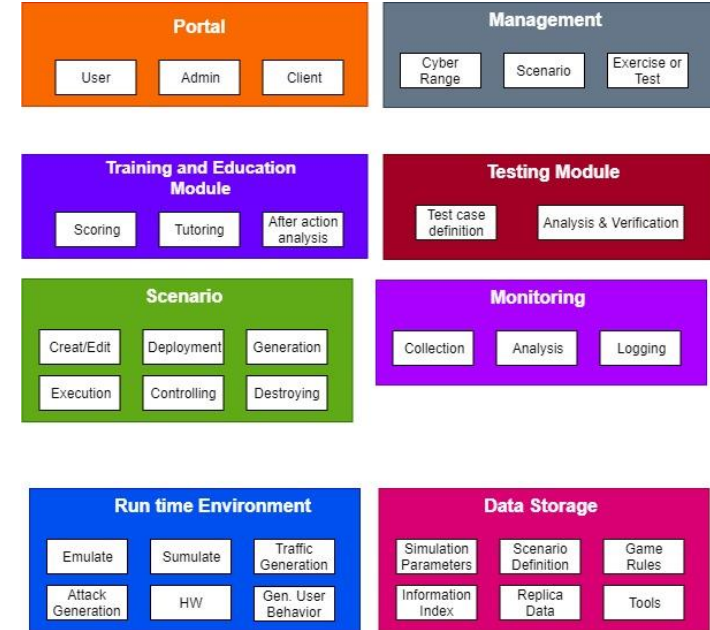 Portal
User
Admin
Client
Management
Cyber
Range
Scenario
Exercise or
Test
Training and Education
Module
Scoring
Tutoring
After action
analysis
Testing Module
Test case
definition
Analysis & Verification
Scenario
Creat/Edit
Deployment
Generation
Execution
Controlling
Destroying
Monitoring
Collection
Analysis
Logging
Run time Environment
Emulate
Sumulate
Traffic
Generation
Attack
Generation
HW
Gen. User
Behavior
Data Storage
Simulation
Parameters
Scenario
Definition
Game
Rules
Information
Index
Replica
Data
Tools